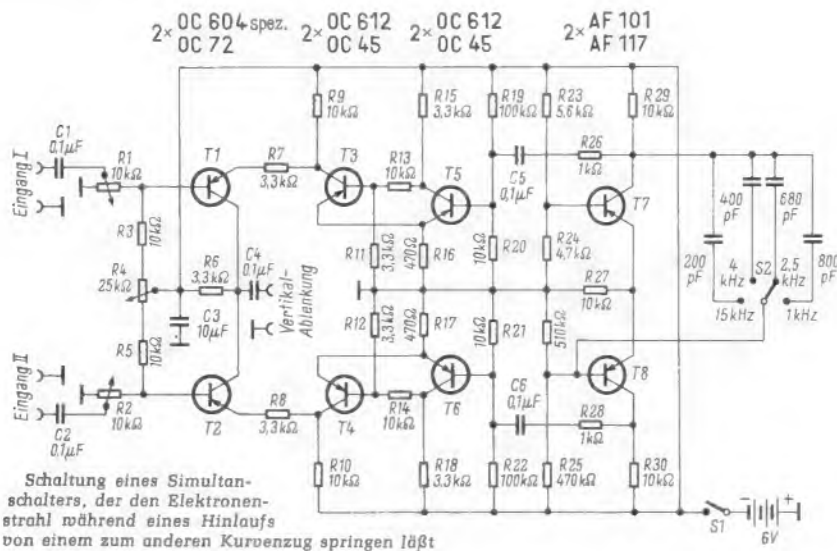 2× OC 604 spez. OC 72
2× OC 612 OC 45
2× OC 612 OC 45
2× AF 101 AF 117
Eingang I
C1 0,1µF
R1 10kΩ
R3 10kΩ
R4 25kΩ
R5 10kΩ
Eingang II
R2 10kΩ
C2 0,1µF
T1
R7 3,3kΩ
R6 3,3kΩ
C3 10µF
C4 0,1µF
Vertikal-
Ablenkung
T2
R8 3,3kΩ
R9 10kΩ
T3
R13 10kΩ
R11 3,3kΩ
R12 3,3kΩ
T4
R14 10kΩ
R10 10kΩ
R15 3,3kΩ
T5
R16 470Ω
R17 470Ω
T6
R18 3,3kΩ
R19 100kΩ
C5 0,1µF
R26 1kΩ
R20 10kΩ
R21 10kΩ
C6 0,1µF
R28 1kΩ
R22 100kΩ
R23 5,6kΩ
R24 4,7kΩ
510kΩ
R25 470kΩ
R29 10kΩ
T7
R27 10kΩ
T8
R30 10kΩ
400 pF
680 pF
200 pF
800
4 kHz
S2
2,5 kHz
15kHz
1kHz
S1
− +
6V
Schaltung eines Simultan-
schalters, der den Elektronen-
strahl während eines Hinlaufs
von einem zum anderen Kurvenzug springen läßt